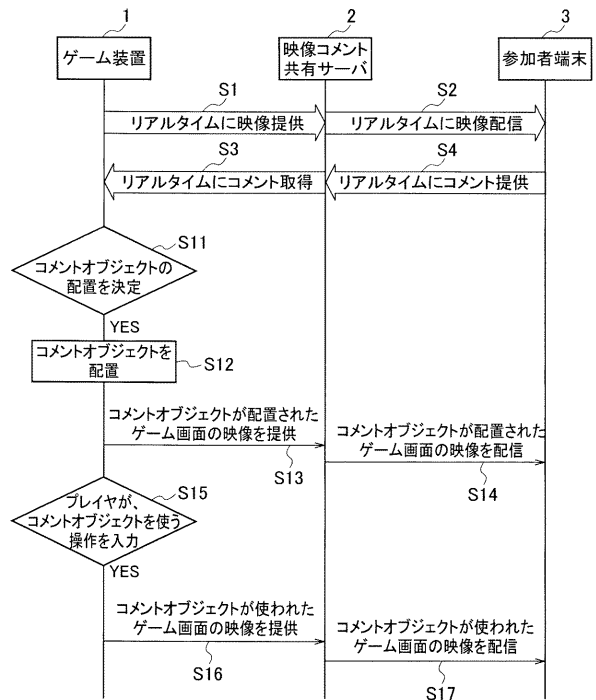 1
2
3
ゲーム装置
映像コメント
共有サーバ
参加者端末
S1
S2
リアルタイムに映像提供
リアルタイムに映像配信
S3
S4
リアルタイムにコメント取得
リアルタイムにコメント提供
S11
コメントオブジェクトの
配置を決定
YES
コメントオブジェクトを
配置
S12
コメントオブジェクトが配置された
ゲーム画面の映像を提供
S13
コメントオブジェクトが配置された
ゲーム画面の映像を配信
S14
S15
プレイヤが、
コメントオブジェクトを使う
操作を入力
YES
コメントオブジェクトが使われた
ゲーム画面の映像を提供
S16
コメントオブジェクトが使われた
ゲーム画面の映像を配信
S17